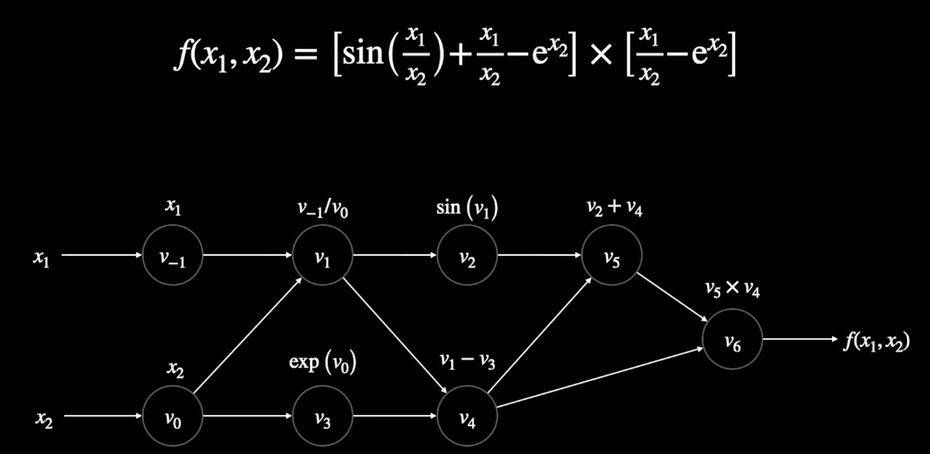 f(x₁, x₂) = [sin(x₁/x₂) + x₁/x₂ − e^x₂] × [x₁/x₂ − e^x₂]
x₁ v₋₁/v₀ sin (v₁) v₂ + v₄
x₁ v₋₁ v₁ v₂ v₅
v₅ × v₄
v₆ f(x₁, x₂)
x₂ exp (v₀) v₁ − v₃
x₂ v₀ v₃ v₄